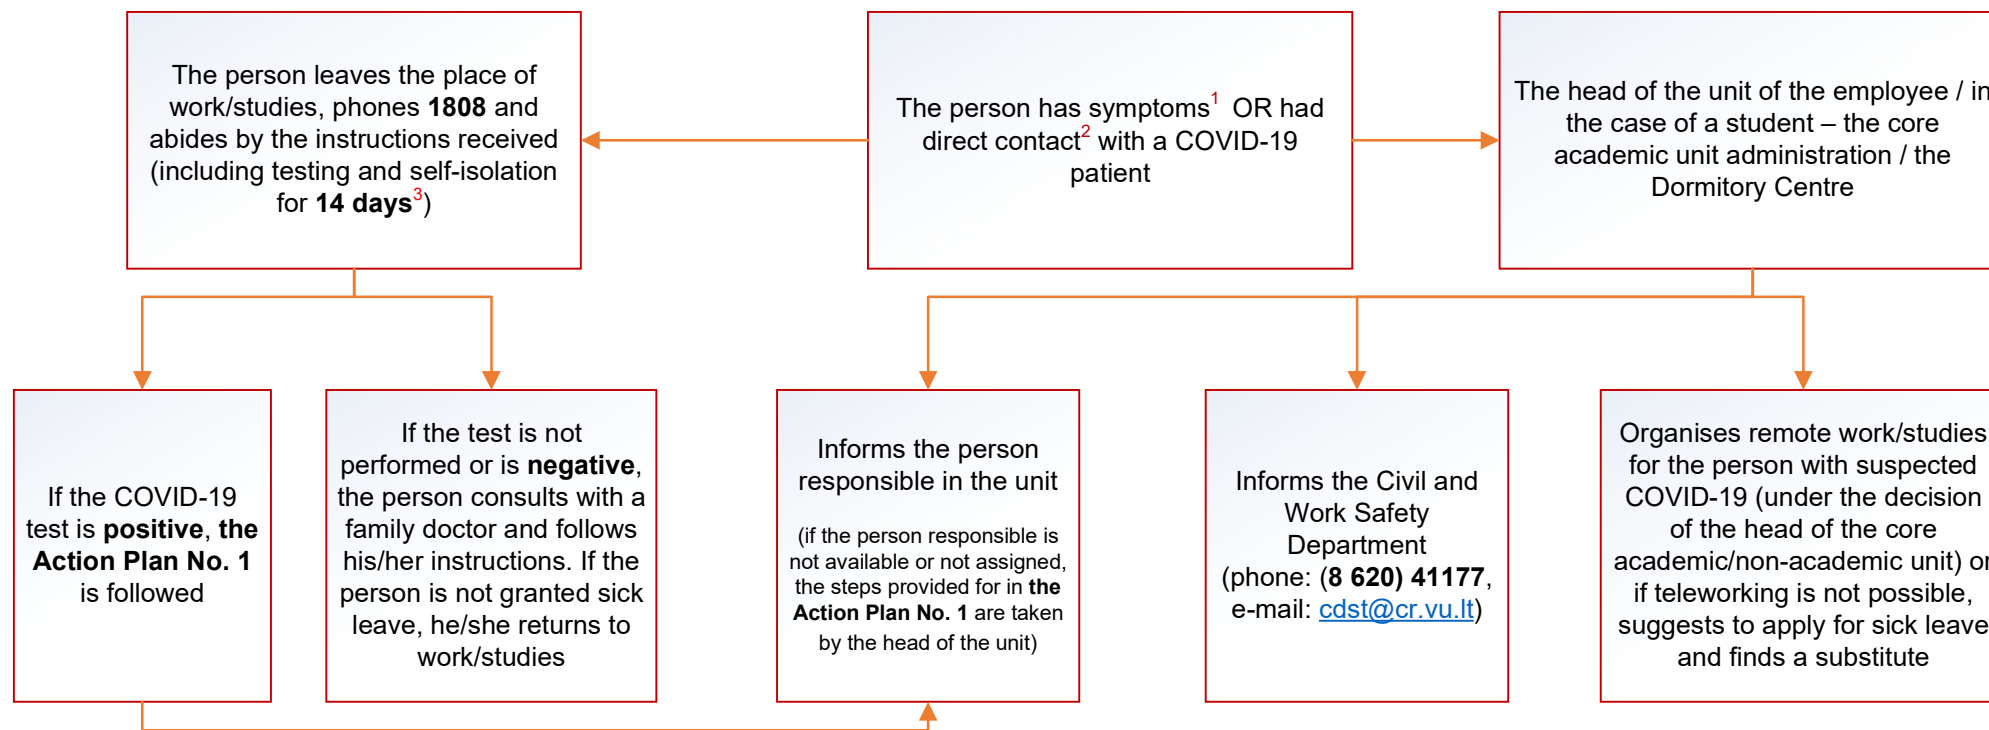 The person leaves the place of
work/studies, phones 1808 and
abides by the instructions received
(including testing and self-isolation
for 14 days3)
The person has symptoms1 OR had
direct contact2 with a COVID-19
patient
The head of the unit of the employee / in
the case of a student – the core
academic unit administration / the
Dormitory Centre
If the COVID-19
test is positive, the
Action Plan No. 1
is followed
If the test is not
performed or is negative,
the person consults with a
family doctor and follows
his/her instructions. If the
person is not granted sick
leave, he/she returns to
work/studies
Informs the person
responsible in the unit
(if the person responsible is
not available or not assigned,
the steps provided for in the
Action Plan No. 1 are taken
by the head of the unit)
Informs the Civil and
Work Safety
Department
(phone: (8 620) 41177,
e-mail: cdst@cr.vu.lt)
Organises remote work/studies
for the person with suspected
COVID-19 (under the decision
of the head of the core
academic/non-academic unit) or
if teleworking is not possible,
suggests to apply for sick leave
and finds a substitute